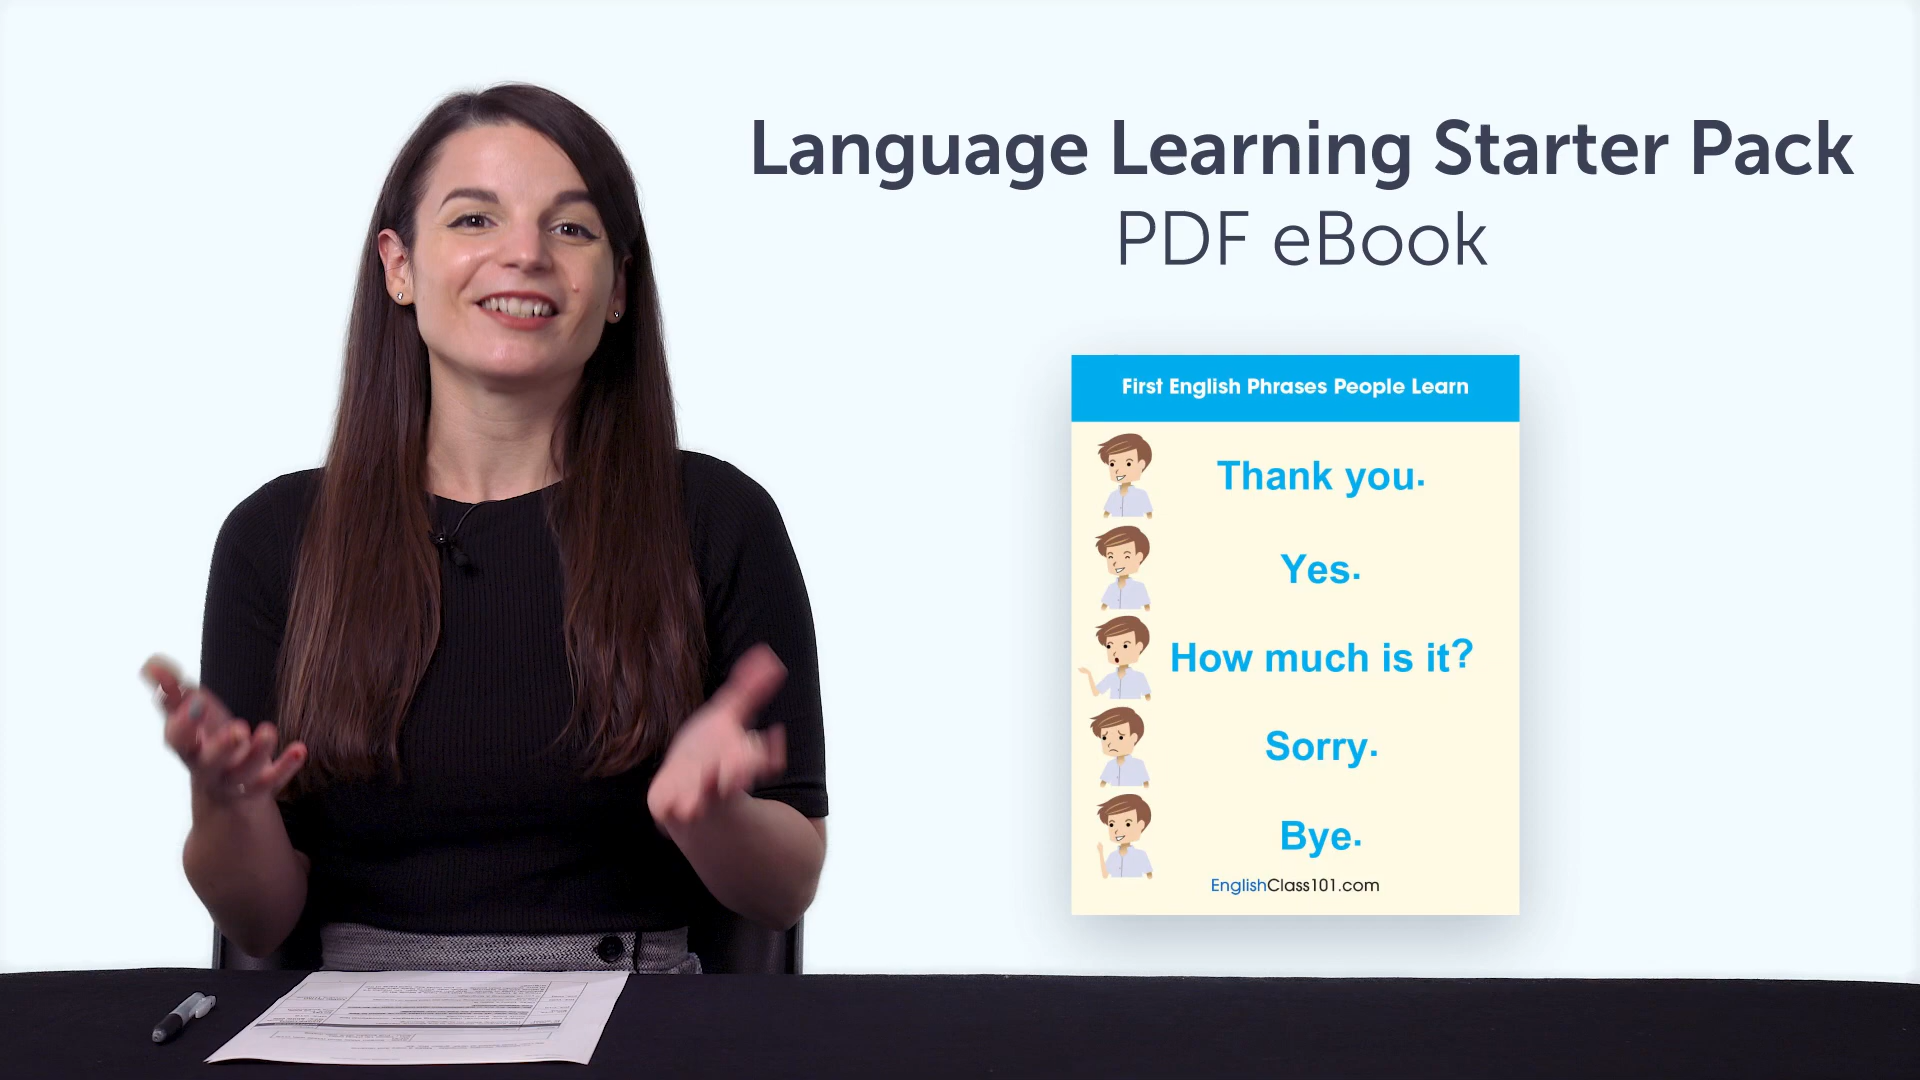 Language Learning Starter Pack
PDF eBook
First English Phrases People Learn
Thank you.
Yes.
How much is it?
Sorry.
Bye.
EnglishClass101.com